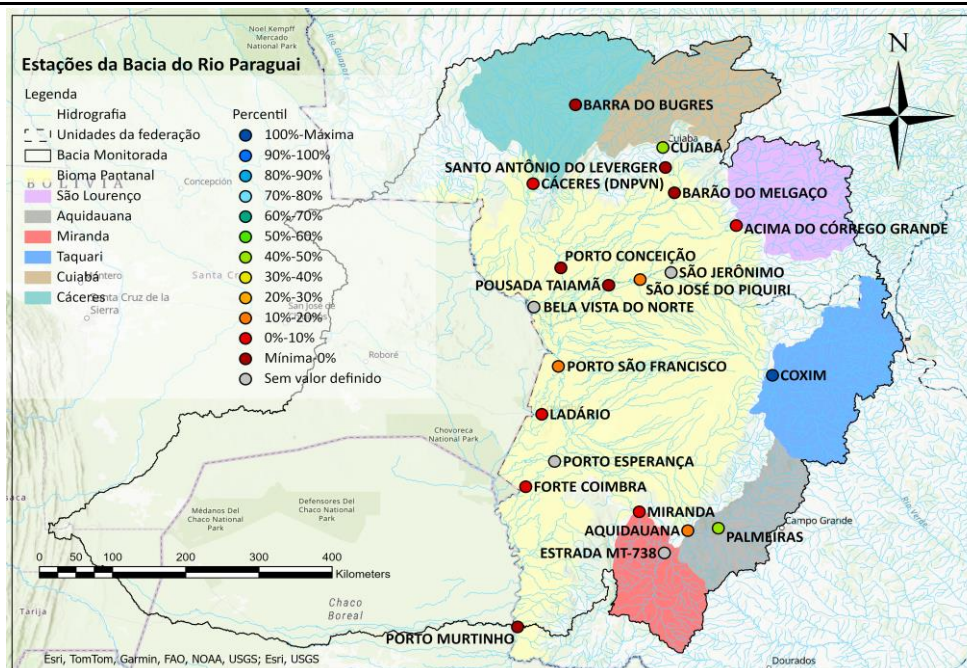 Noel Kempff
Mercado
National Park
Rio Guaporé
N
Estações da Bacia do Rio Paraguai
Legenda
Hidrografia
Unidades da federação
Bacia Monitorada
Bioma Pantanal
São Lourenço
Aquidauana
Miranda
Taquari
Cuiabá
Cáceres
Percentil
100%-Máxima
90%-100%
80%-90%
70%-80%
60%-70%
50%-60%
40%-50%
30%-40%
20%-30%
10%-20%
0%-10%
Mínima-0%
Sem valor definido
BOLIVIA
Concepción
Santa Cruz de la
Sierra
Roboré
BARRA DO BUGRES
Cuiaba
CUIABÁ
SANTO ANTÔNIO DO LEVERGER
CÁCERES (DNPVN)
BARÃO DO MELGAÇO
ACIMA DO CÓRREGO GRANDE
PORTO CONCEIÇÃO
SÃO JERÔNIMO
POUSADA TAIAMÃ
SÃO JOSÉ DO PIQUIRI
BELA VISTA DO NORTE
PORTO SÃO FRANCISCO
COXIM
LADÁRIO
Chovoreca
National Park
PORTO ESPERANÇA
FORTE COIMBRA
Médanos Del
Chaco National
Park
Defensores Del
Chaco National
Park
MIRANDA
AQUIDAUANA
PALMEIRAS
Campo Grande
Rio Verde
ESTRADA MT-738
0 50 100 200 300 400
Kilometers
Tarija
Chaco
Boreal
PORTO MURTINHO
Dourados
Esri, TomTom, Garmin, FAO, NOAA, USGS; Esri, USGS